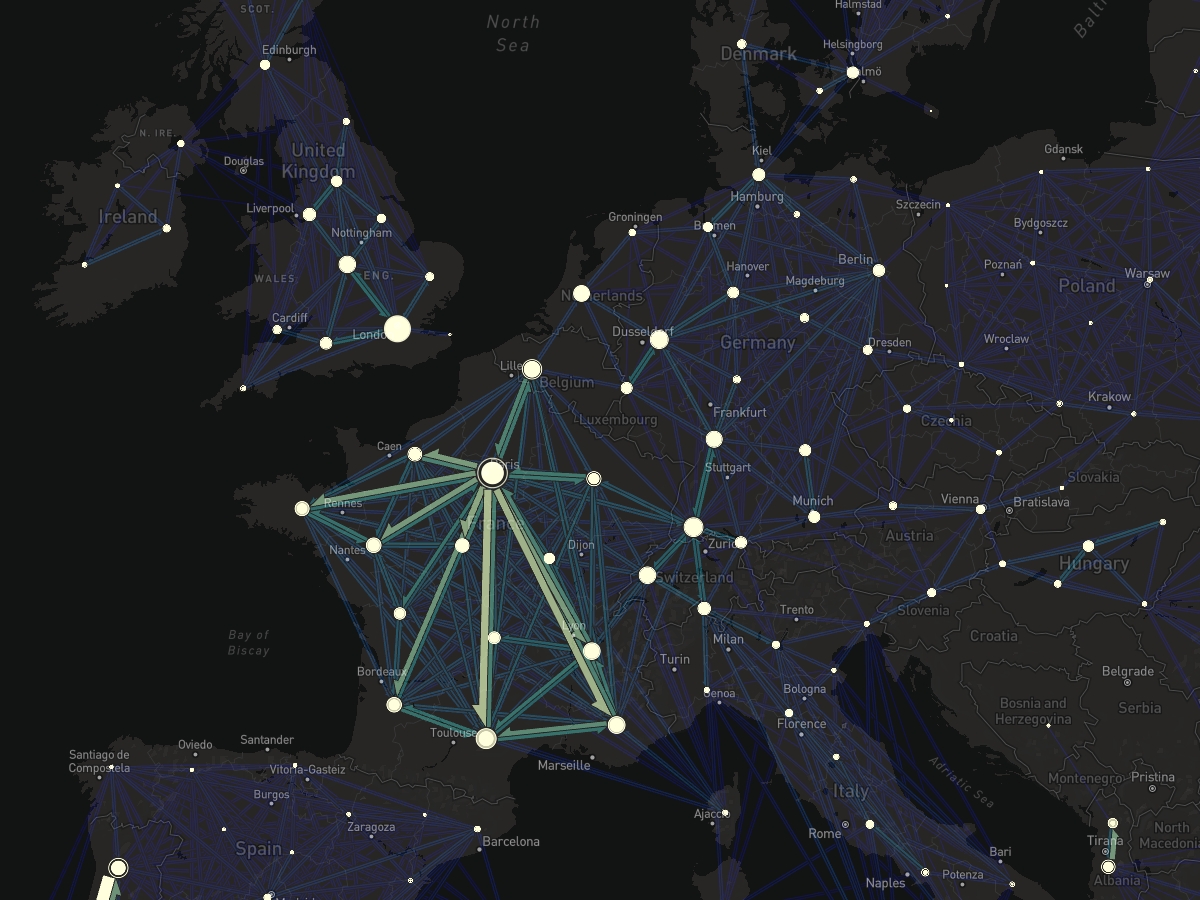 SCOT.
North
Sea
Halmstad
Edinburgh
Denmark
Helsingborg
N. IRE.
United
Kingdom
Douglas
Kiel
Gdansk
Ireland
Liverpool
Groningen
Hamburg
Szczecin
Nottingham
Bydgoszcz
WALES
ENG.
Hanover
Berlin
Magdeburg
Poznań
Warsaw
Netherlands
Poland
Cardiff
London
Dusseldorf
Germany
Dresden
Wroclaw
Lille
Belgium
Luxembourg
Frankfurt
Krakow
Czechia
Caen
Paris
Stuttgart
Slovakia
Rennes
Munich
Vienna
Bratislava
France
Nantes
Dijon
Zurich
Austria
Hungary
Switzerland
Slovenia
Trento
Bay of
Biscay
Lyon
Milan
Croatia
Turin
Bordeaux
Genoa
Bologna
Belgrade
Bosnia and
Herzegovina
Serbia
Florence
Toulouse
Oviedo
Santander
Santiago de
Compostela
Vitoria-Gasteiz
Marseille
Adriatic Sea
Montenegro
Pristina
Burgos
Italy
Ajaccio
Zaragoza
Rome
North
Macedonia
Tirana
Spain
Barcelona
Bari
Naples
Potenza
Albania